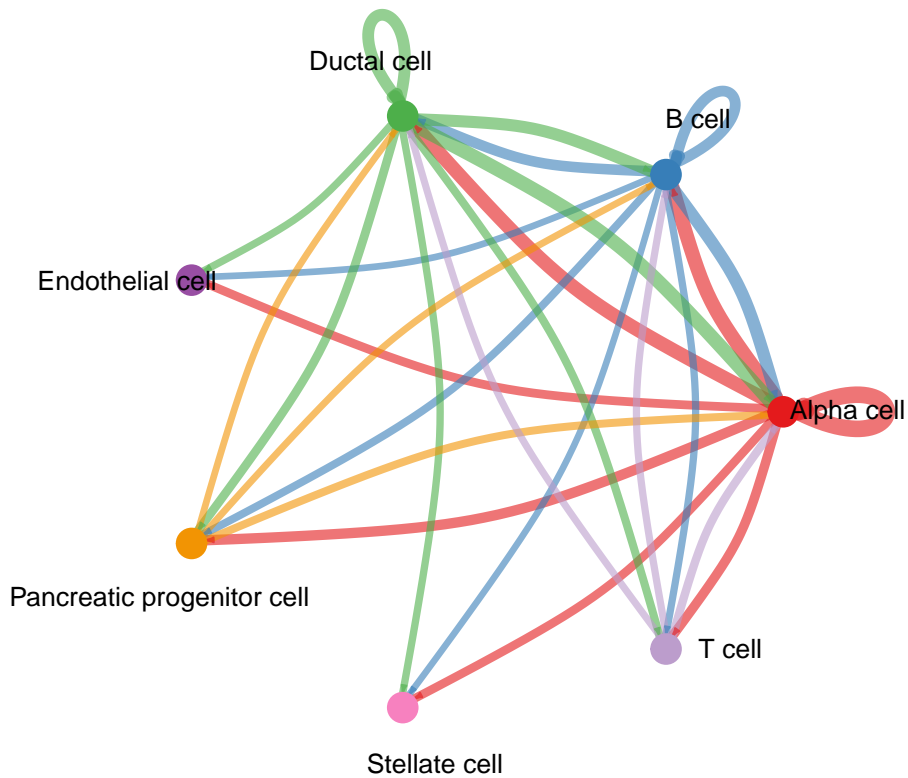 Ductal cell
B cell
Endothelial cell
Alpha cell
Pancreatic progenitor cell
T cell
Stellate cell